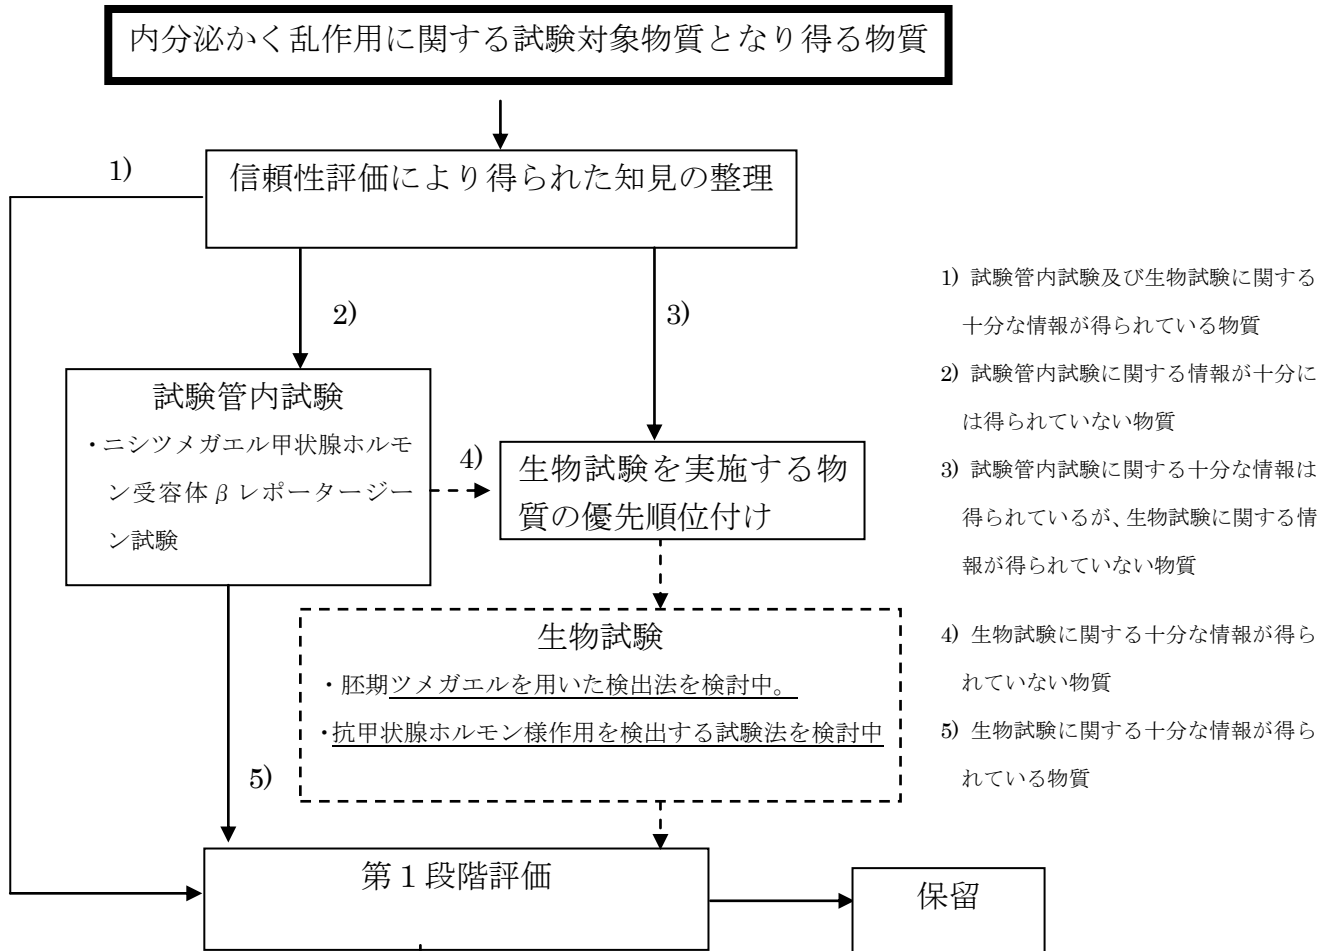 内分泌かく乱作用に関する試験対象物質となり得る物質
1)
信頼性評価により得られた知見の整理
2)
3)
試験管内試験
・ニシツメガエル甲状腺ホルモ
ン受容体βレポータージー
ン試験
4)
生物試験を実施する物
質の優先順位付け
生物試験
・胚期ツメガエルを用いた検出法を検討中。
・抗甲状腺ホルモン様作用を検出する試験法を検討中
5)
第１段階評価
保留
1) 試験管内試験及び生物試験に関する
十分な情報が得られている物質
2) 試験管内試験に関する情報が十分に
は得られていない物質
3) 試験管内試験に関する十分な情報は
得られているが、生物試験に関する情
報が得られていない物質
4) 生物試験に関する十分な情報が得ら
れていない物質
5) 生物試験に関する十分な情報が得ら
れている物質